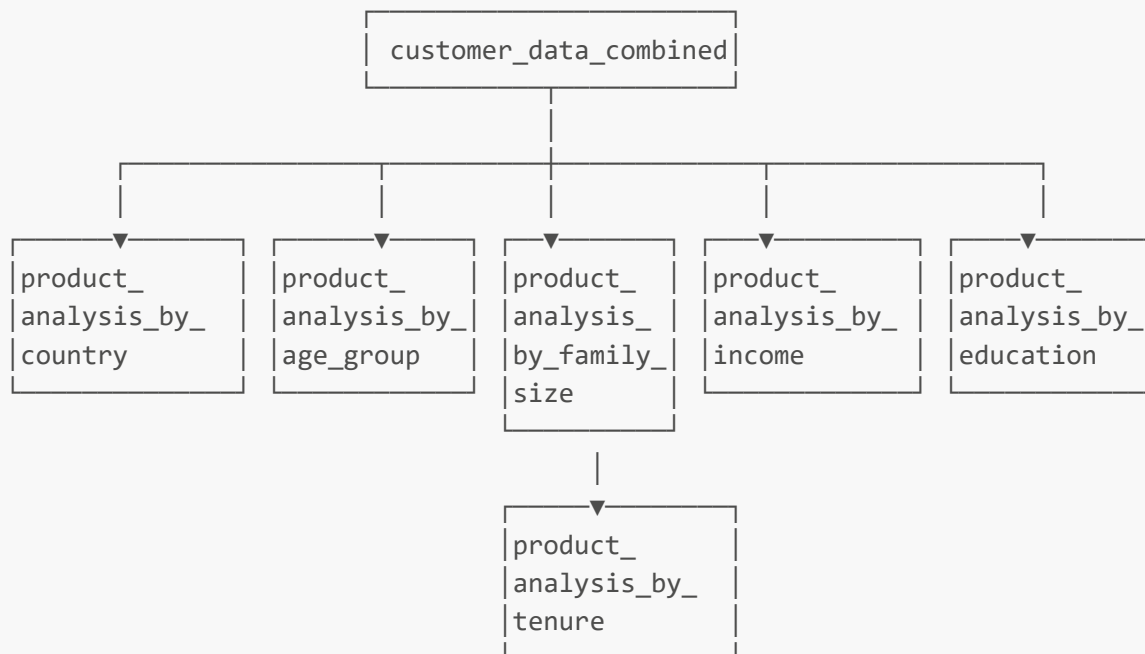 customer_data_combined
product_
analysis_by_
country
product_
analysis_by_
age_group
product_
analysis_
by_family_
size
product_
analysis_by_
income
product_
analysis_by_
education
product_
analysis_by_
tenure